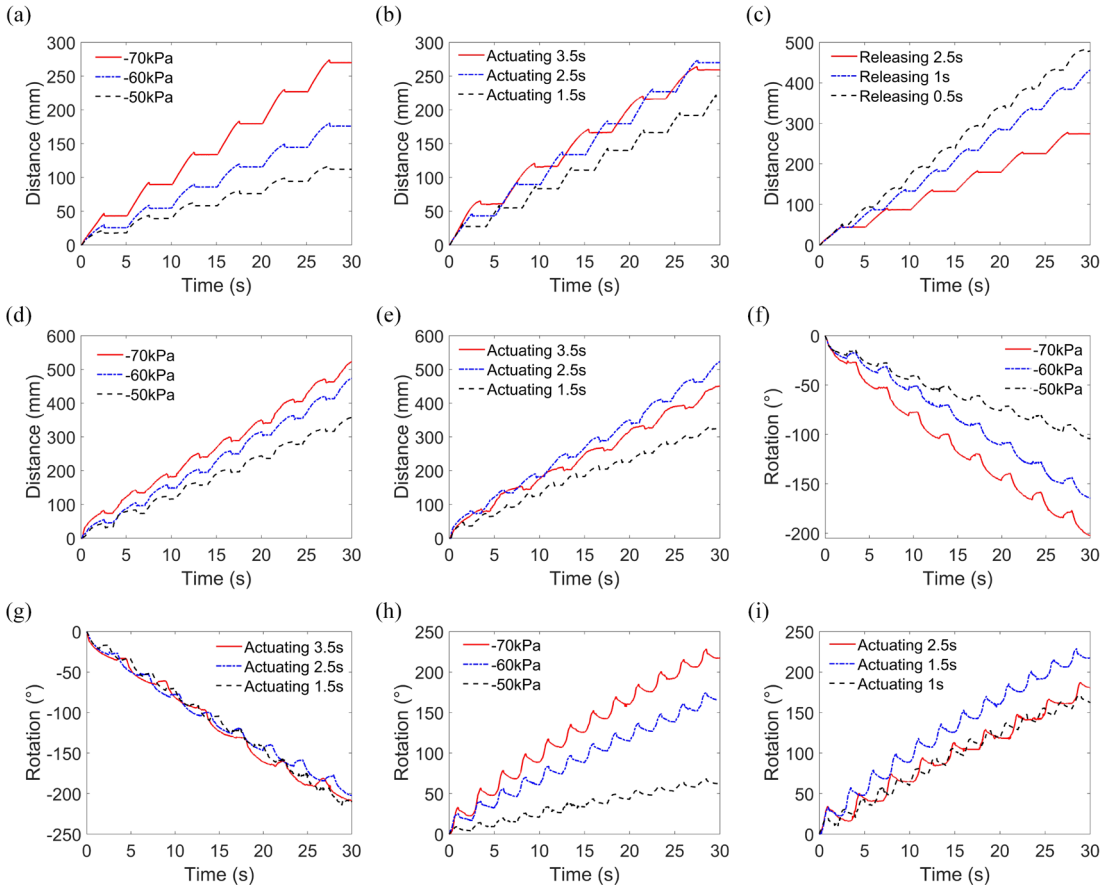 (a)
300
250
200
150
100
50
0
Distance (mm)
-70kPa
-60kPa
-50kPa
0 5 10 15 20 25 30
Time (s)
(b)
300
250
200
150
100
50
0
Distance (mm)
Actuating 3.5s
Actuating 2.5s
Actuating 1.5s
0 5 10 15 20 25 30
Time (s)
(c)
500
400
300
200
100
0
Distance (mm)
Releasing 2.5s
Releasing 1s
Releasing 0.5s
0 5 10 15 20 25 30
Time (s)
(d)
600
500
400
300
200
100
0
Distance (mm)
-70kPa
-60kPa
-50kPa
0 5 10 15 20 25 30
Time (s)
(e)
600
500
400
300
200
100
0
Distance (mm)
Actuating 3.5s
Actuating 2.5s
Actuating 1.5s
0 5 10 15 20 25 30
Time (s)
(f)
0
-50
-100
-150
-200
Rotation (°)
-70kPa
-60kPa
-50kPa
0 5 10 15 20 25 30
Time (s)
(g)
0
-50
-100
-150
-200
-250
Rotation (°)
Actuating 3.5s
Actuating 2.5s
Actuating 1.5s
0 5 10 15 20 25 30
Time (s)
(h)
250
200
150
100
50
0
Rotation (°)
-70kPa
-60kPa
-50kPa
0 5 10 15 20 25 30
Time (s)
(i)
250
200
150
100
50
0
Rotation (°)
Actuating 2.5s
Actuating 1.5s
Actuating 1s
0 5 10 15 20 25 30
Time (s)